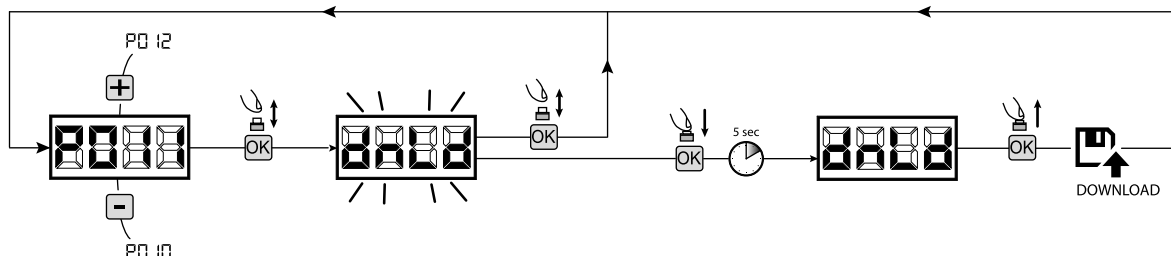 P012
+
OK
5 sec
P011
OK
dnLd
OK
dnLd
OK
DOWNLOAD
-
P010